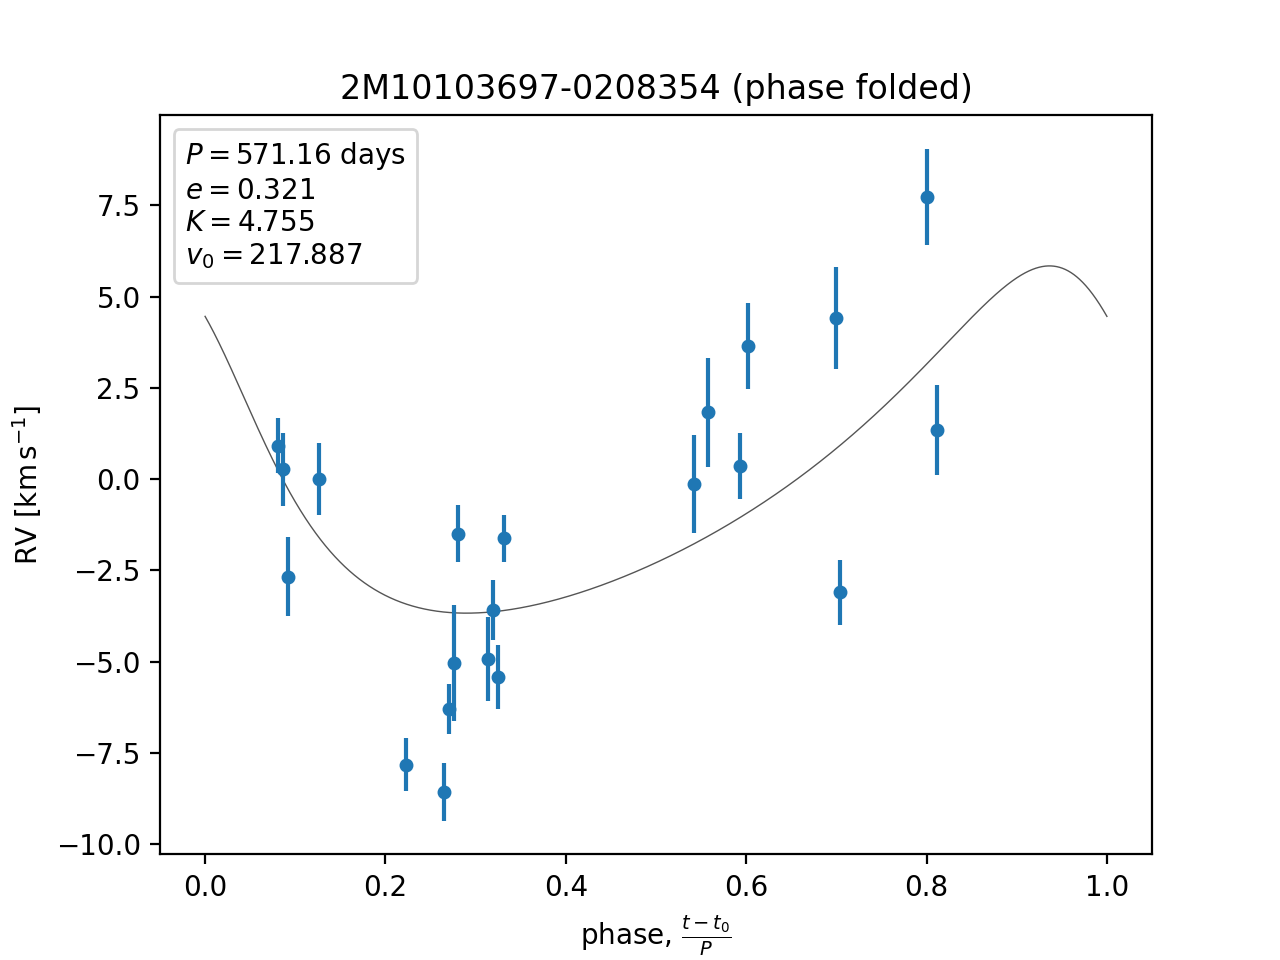 2M10103697-0208354 (phase folded)
P = 571.16 days
e = 0.321
K = 4.755
v₀ = 217.887
7.5
5.0
2.5
0.0
−2.5
−5.0
−7.5
−10.0
RV [km s⁻¹]
0.0 0.2 0.4 0.6 0.8 1.0
phase, (t − t₀)/P